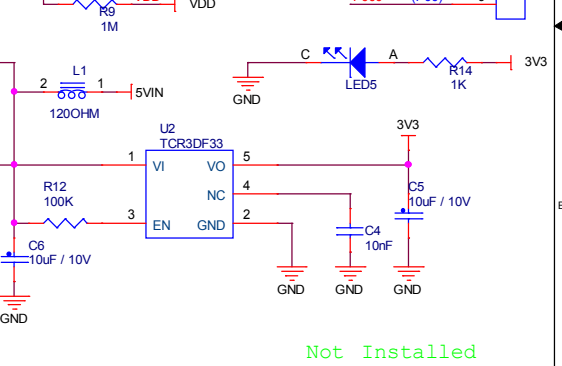 R9
1M
VDD
C
A
LED5
R14
1K
3V3
GND
L1
2
1
5VIN
120OHM
U2
TCR3DF33
3V3
1
VI
VO
5
NC
4
R12
100K
3
EN
GND
2
C5
10uF / 10V
C4
10nF
C6
10uF / 10V
GND
GND
GND
GND
Not Installed